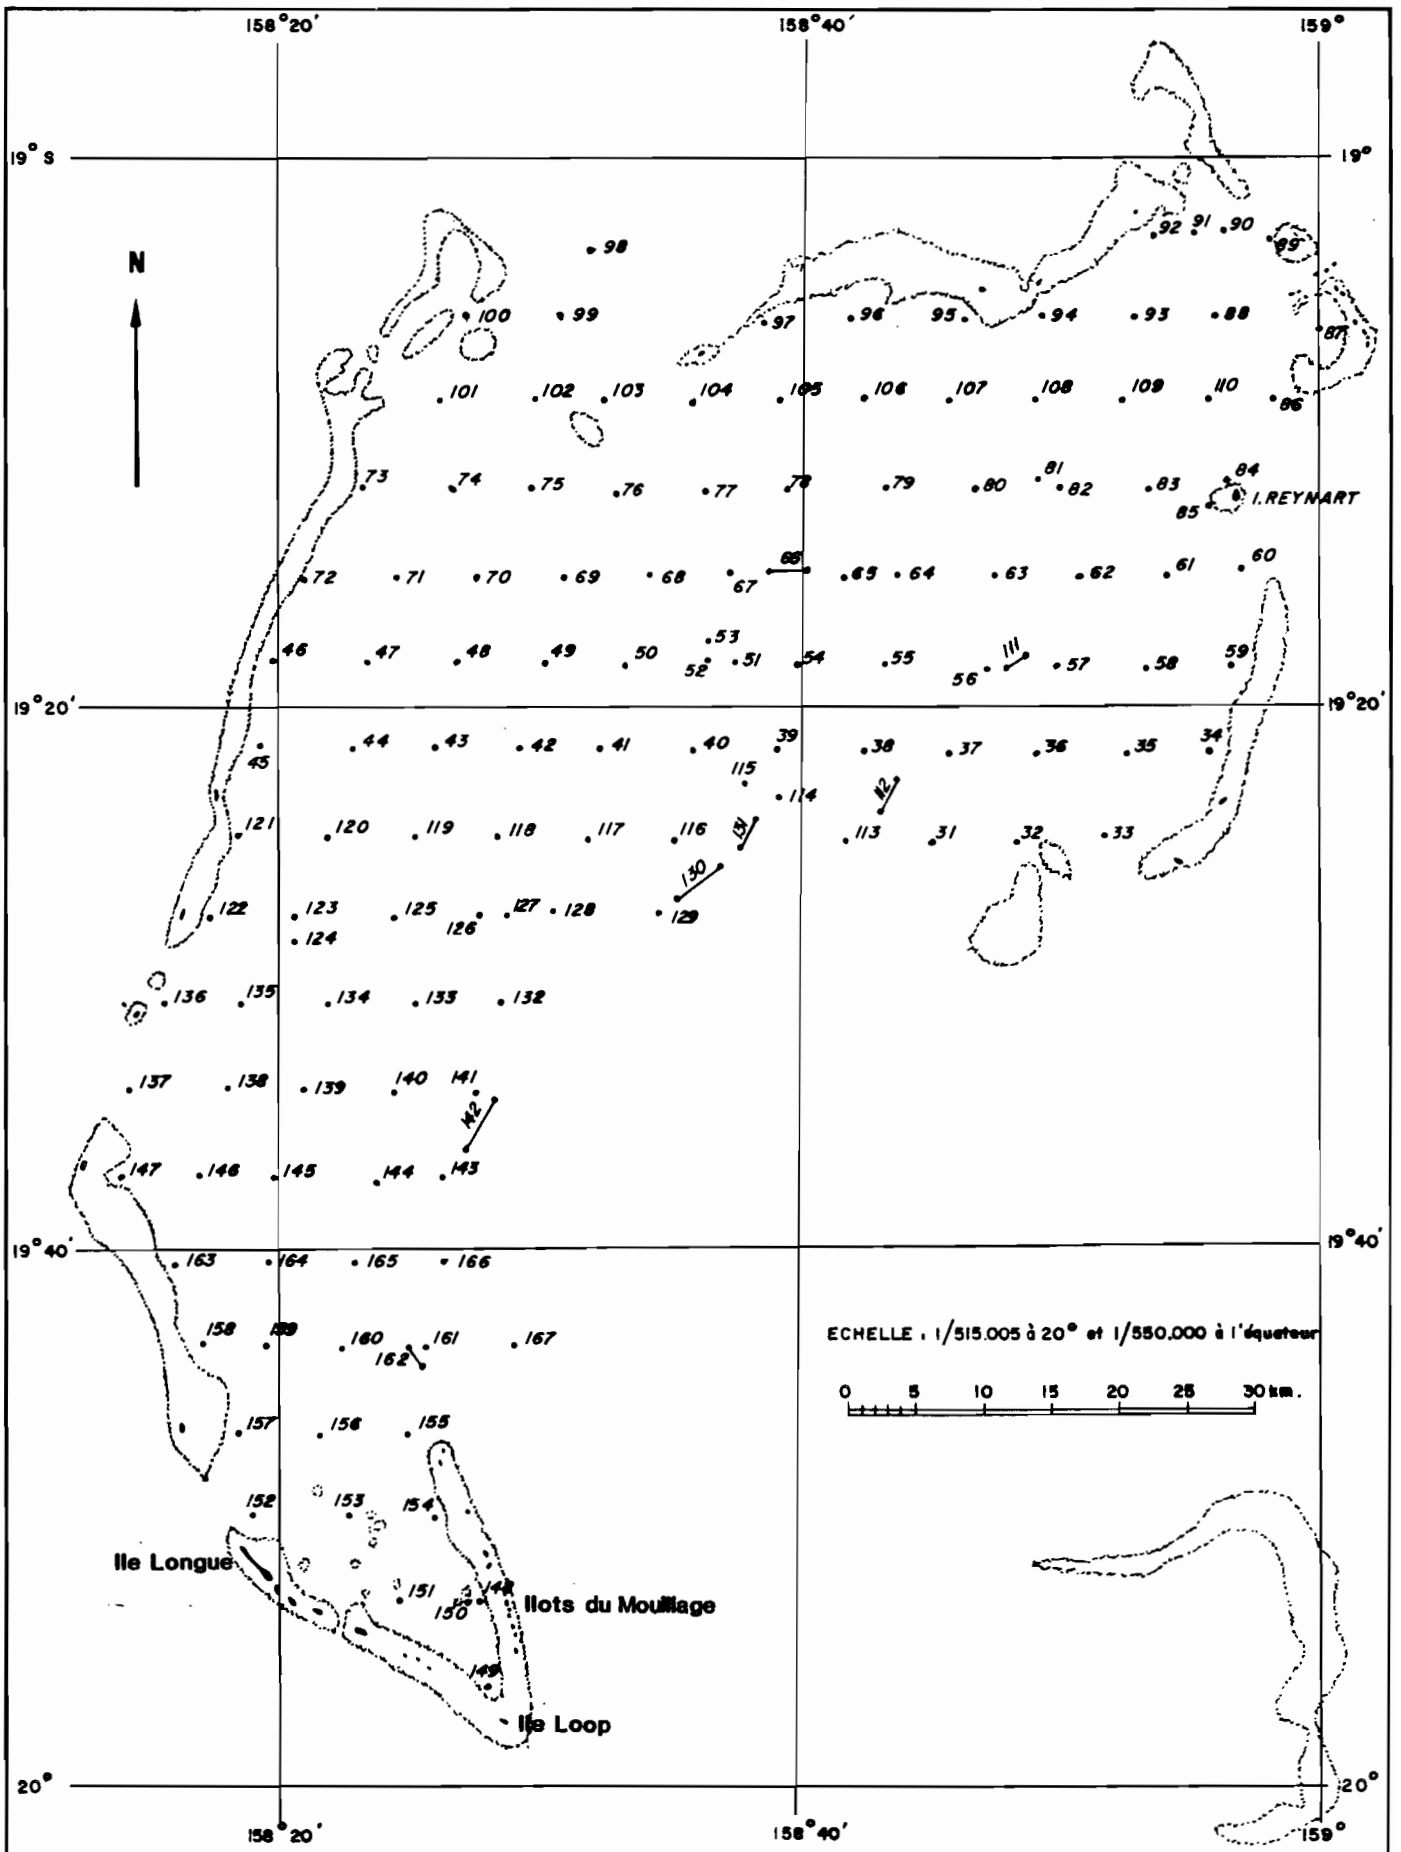 158°20' 158°40' 159°
19° S 19°
N
92 91 90
89
98
100 99 97 96 95 94 93 88 87
101 102 103 104 105 106 107 108 109 110 86
73 74 75 76 77 78 79 80 81 82 83 84
85 I. REYNART
72 71 70 69 68 67 66 65 64 63 62 61 60
53
46 47 48 49 50 52 51 54 55 56 111 57 58 59
19°20' 19°20'
45 44 43 42 41 40 39 38 37 36 35 34
115 114 112
121 120 119 118 117 116 131 113 31 32 33
130
122 123 125 126 127 128 129
124
136 135 134 133 132
137 138 139 140 141
142
147 146 145 144 143
19°40' 19°40'
163 164 165 166
158 160 161 167
162
ECHELLE : 1/515.005 à 20° et 1/550.000 à l'équateur
0 5 10 15 20 25 30 km.
157 156 155
152 153 154
Ile Longue
151 150 148
Ilots du Mouillage
149
Ile Loop
20° 20°
158°20' 158°40' 159°